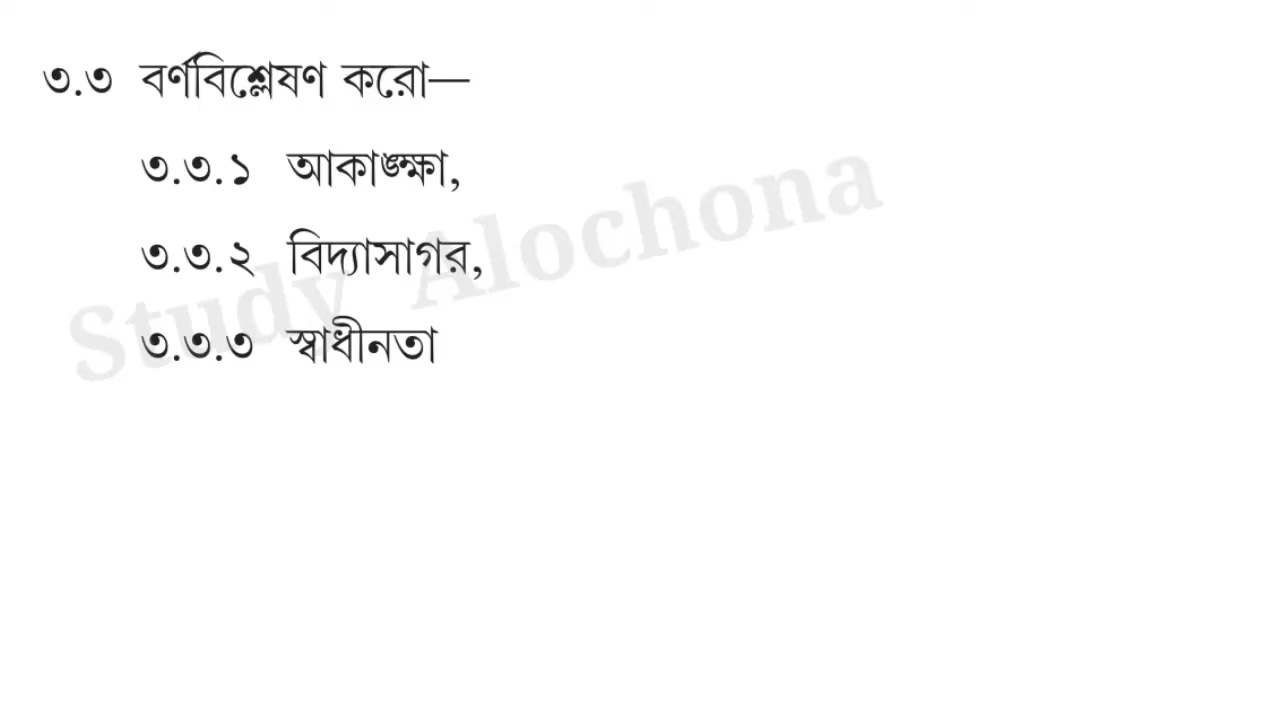 ৩.৩ বর্ণবিশ্লেষণ করো—
৩.৩.১ আকাঙ্ক্ষা,
৩.৩.২ বিদ্যাসাগর,
৩.৩.৩ স্বাধীনতা
Study Alochona